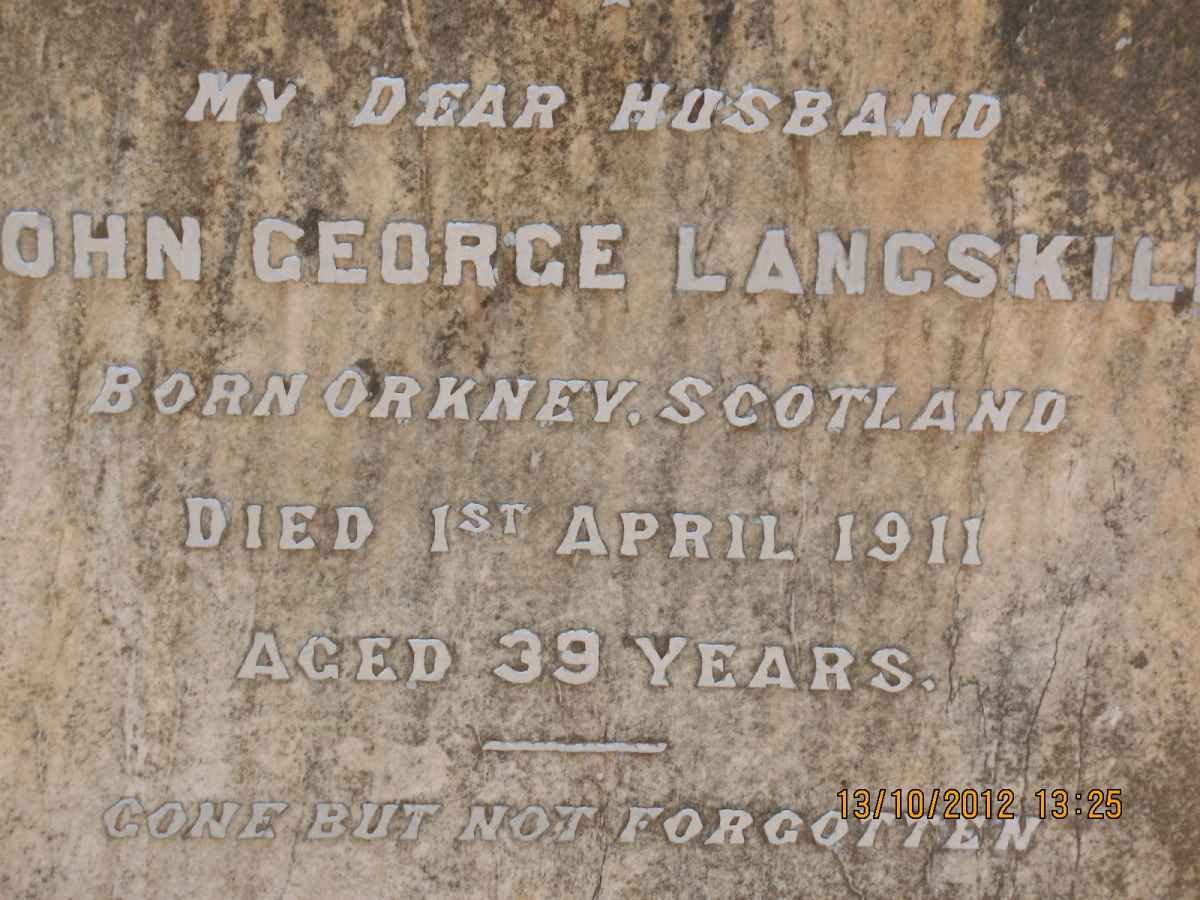 MY DEAR HUSBAND
OHN GEORGE LANGSKIL
BORN ORKNEY, SCOTLAND
DIED 1ST APRIL 1911
AGED 39 YEARS.
GONE BUT NOT FORGOTTEN
13/10/2012 13:25